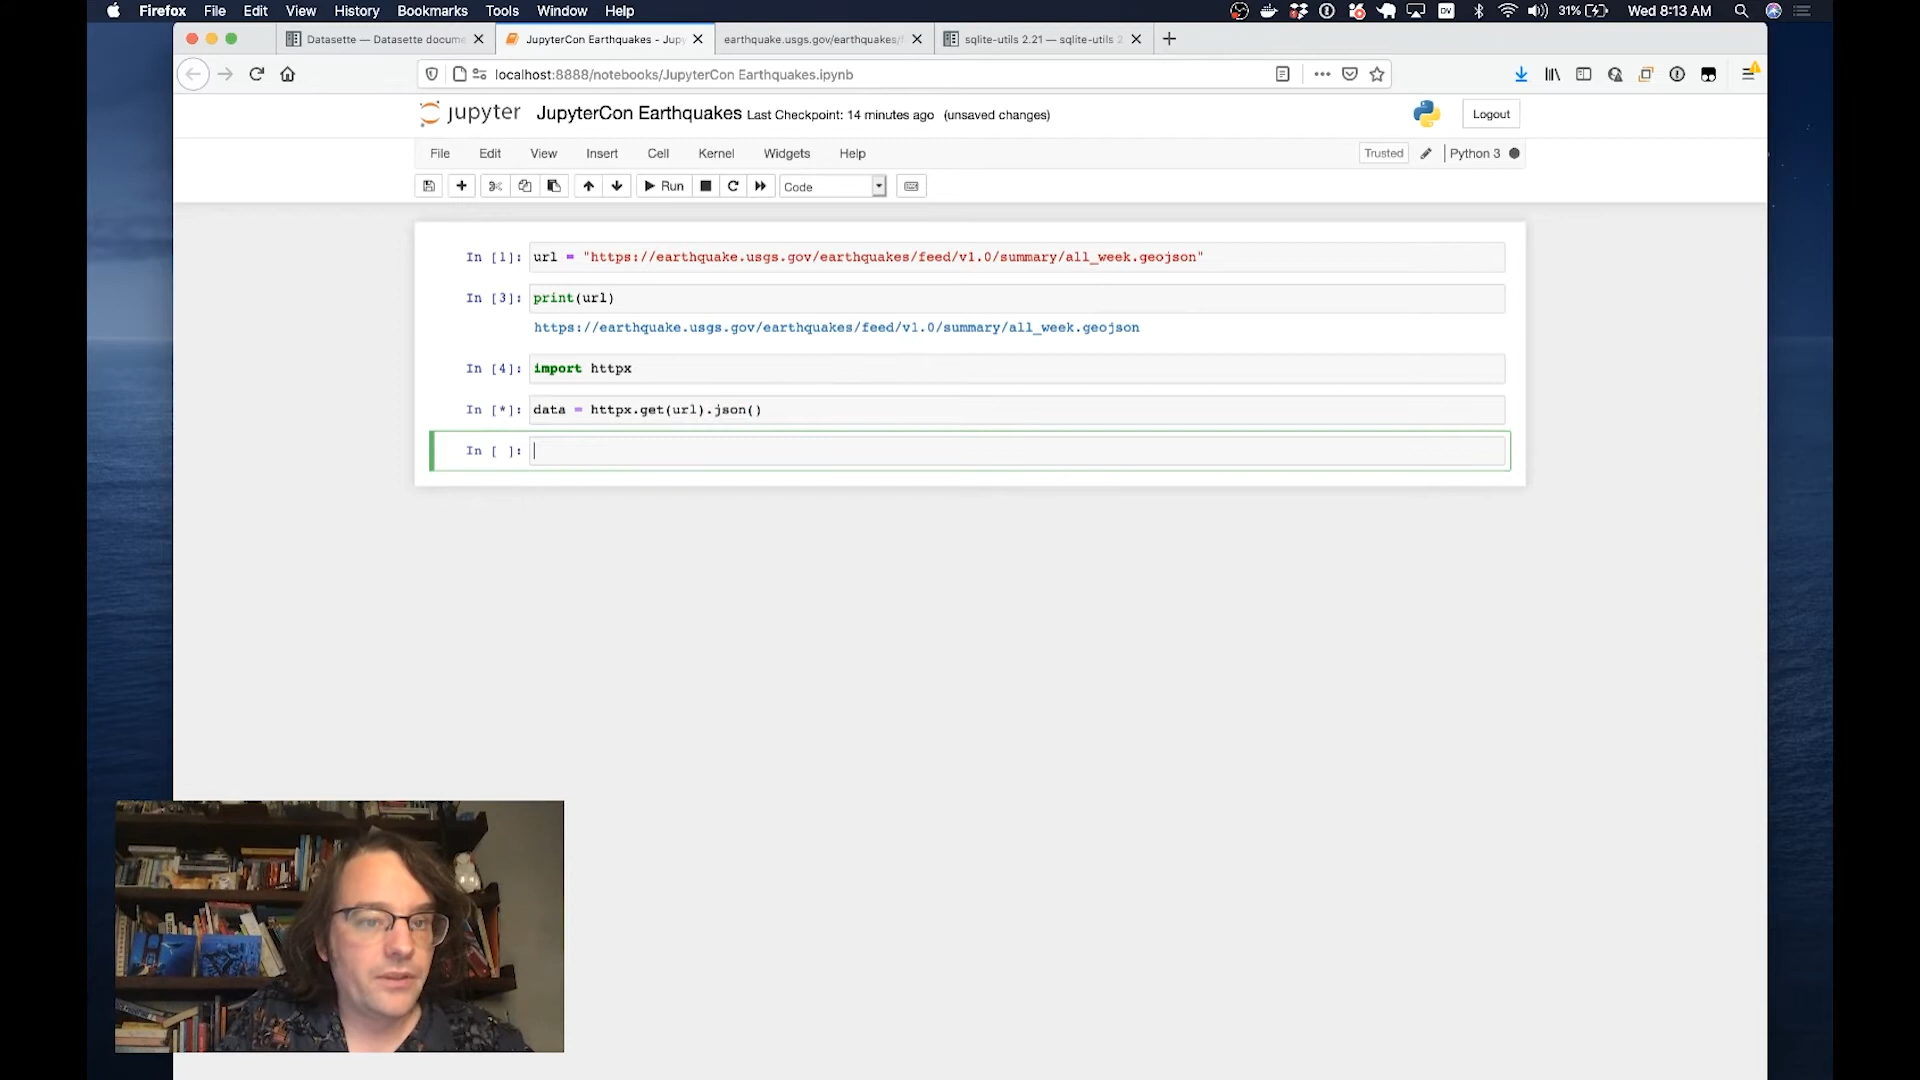 Firefox File Edit View History Bookmarks Tools Window Help
DV 31% Wed 8:13 AM
Datasette — Datasette docume
JupyterCon Earthquakes - Jupy
earthquake.usgs.gov/earthquakes/f
sqlite-utils 2.21 — sqlite-utils 2
localhost:8888/notebooks/JupyterCon Earthquakes.ipynb
jupyter JupyterCon Earthquakes Last Checkpoint: 14 minutes ago (unsaved changes) Logout
File Edit View Insert Cell Kernel Widgets Help Trusted Python 3
Run Code
In [1]: url = "https://earthquake.usgs.gov/earthquakes/feed/v1.0/summary/all_week.geojson"
In [3]: print(url)
https://earthquake.usgs.gov/earthquakes/feed/v1.0/summary/all_week.geojson
In [4]: import httpx
In [*]: data = httpx.get(url).json()
In [ ]: